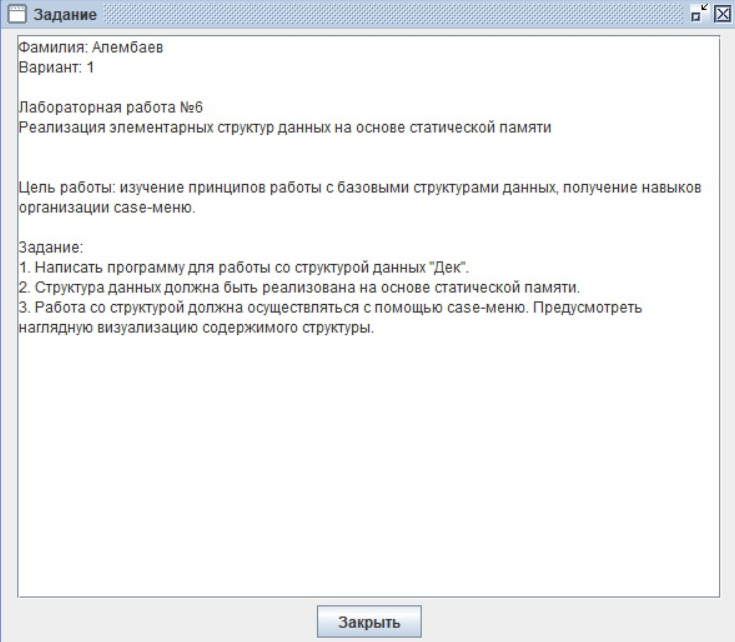 Задание
Фамилия: Алембаев
Вариант: 1
Лабораторная работа №6
Реализация элементарных структур данных на основе статической памяти
Цель работы: изучение принципов работы с базовыми структурами данных, получение навыков
организации case-меню.
Задание:
1. Написать программу для работы со структурой данных "Дек".
2. Структура данных должна быть реализована на основе статической памяти.
3. Работа со структурой должна осуществляться с помощью case-меню. Предусмотреть
наглядную визуализацию содержимого структуры.
Закрыть